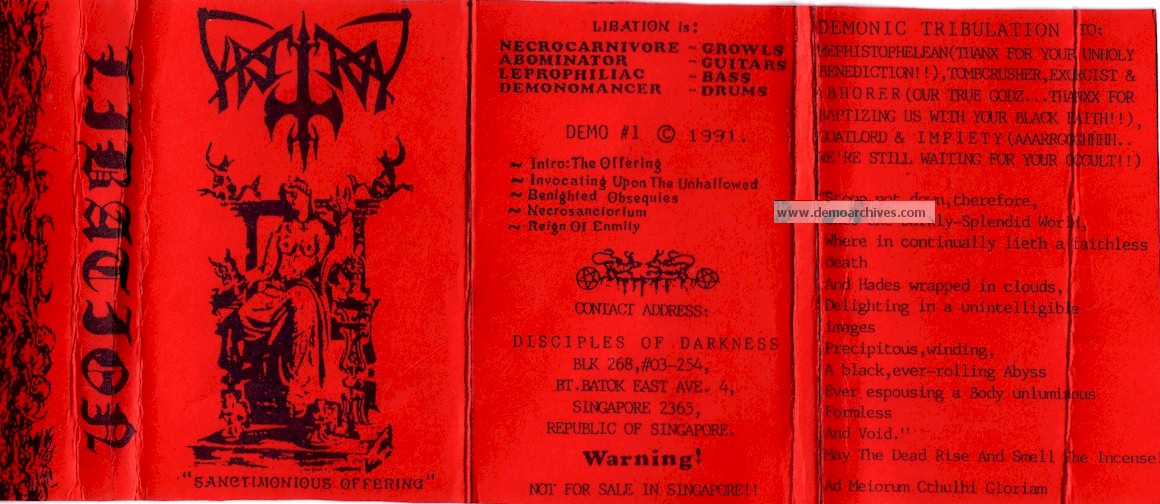 LIBATION
LIBATION
"SANCTIMONIOUS OFFERING"
LIBATION is:
NECROCARNIVORE - GROWLS
ABOMINATOR - GUITARS
LEPROPHILIAC - BASS
DEMONOMANCER - DRUMS
DEMO #1 © 1991.
~ Intro:The Offering
~ Invocating Upon The Unhallowed
~ Benighted Obsequies
~ Necrosanctorium
~ Reign Of Enmity
CONTACT ADDRESS:
DISCIPLES OF DARKNESS
BLK 268,#03-254,
BT.BATOK EAST AVE. 4,
SINGAPORE 2365,
REPUBLIC OF SINGAPORE.
Warning!
NOT FOR SALE IN SINGAPORE!!
DEMONIC TRIBULATION TO:
MEPHISTOPHELEAN(THANX FOR YOUR UNHOLY
BENEDICTION!!),TOMBCRUSHER,EXORCIST &
ABHORER(OUR TRUE GODZ...THANXX FOR
BAPTIZING US WITH YOUR BLACK FAITH!!),
GOATLORD & IMPIETY(AAARRGGGHHHH..
WE'RE STILL WAITING FOR YOUR OCCULT!!)
Stoop not down,therefore,
www.demoarchives.com
the Darkly-Splendid World,
Where in continually lieth a faithless
death
And Hades wrapped in clouds,
Delighting in a unintelligible
images
Precipitous,winding,
A black,ever-rolling Abyss
Ever espousing a Body unluminous
Formless
And Void."
May The Dead Rise And Smell The Incense!
Ad Meiorum Cthulhi Gloriam